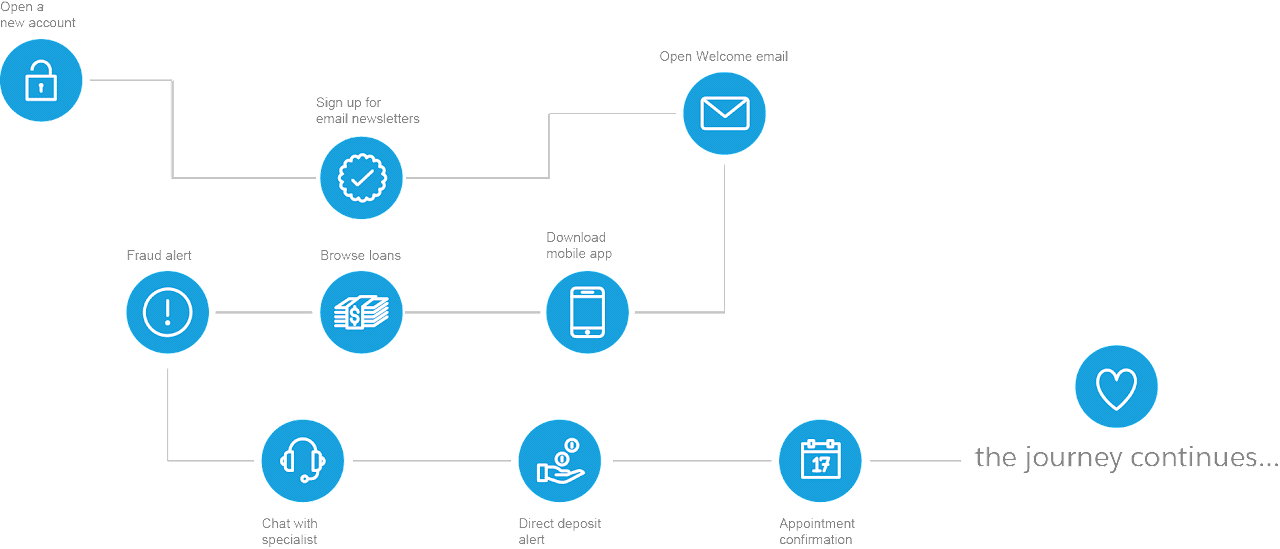 Open a
new account
Open Welcome email
Sign up for
email newsletters
Download
mobile app
Browse loans
$
Fraud alert
Chat with
specialist
Direct deposit
alert
17
Appointment
confirmation
the journey continues...